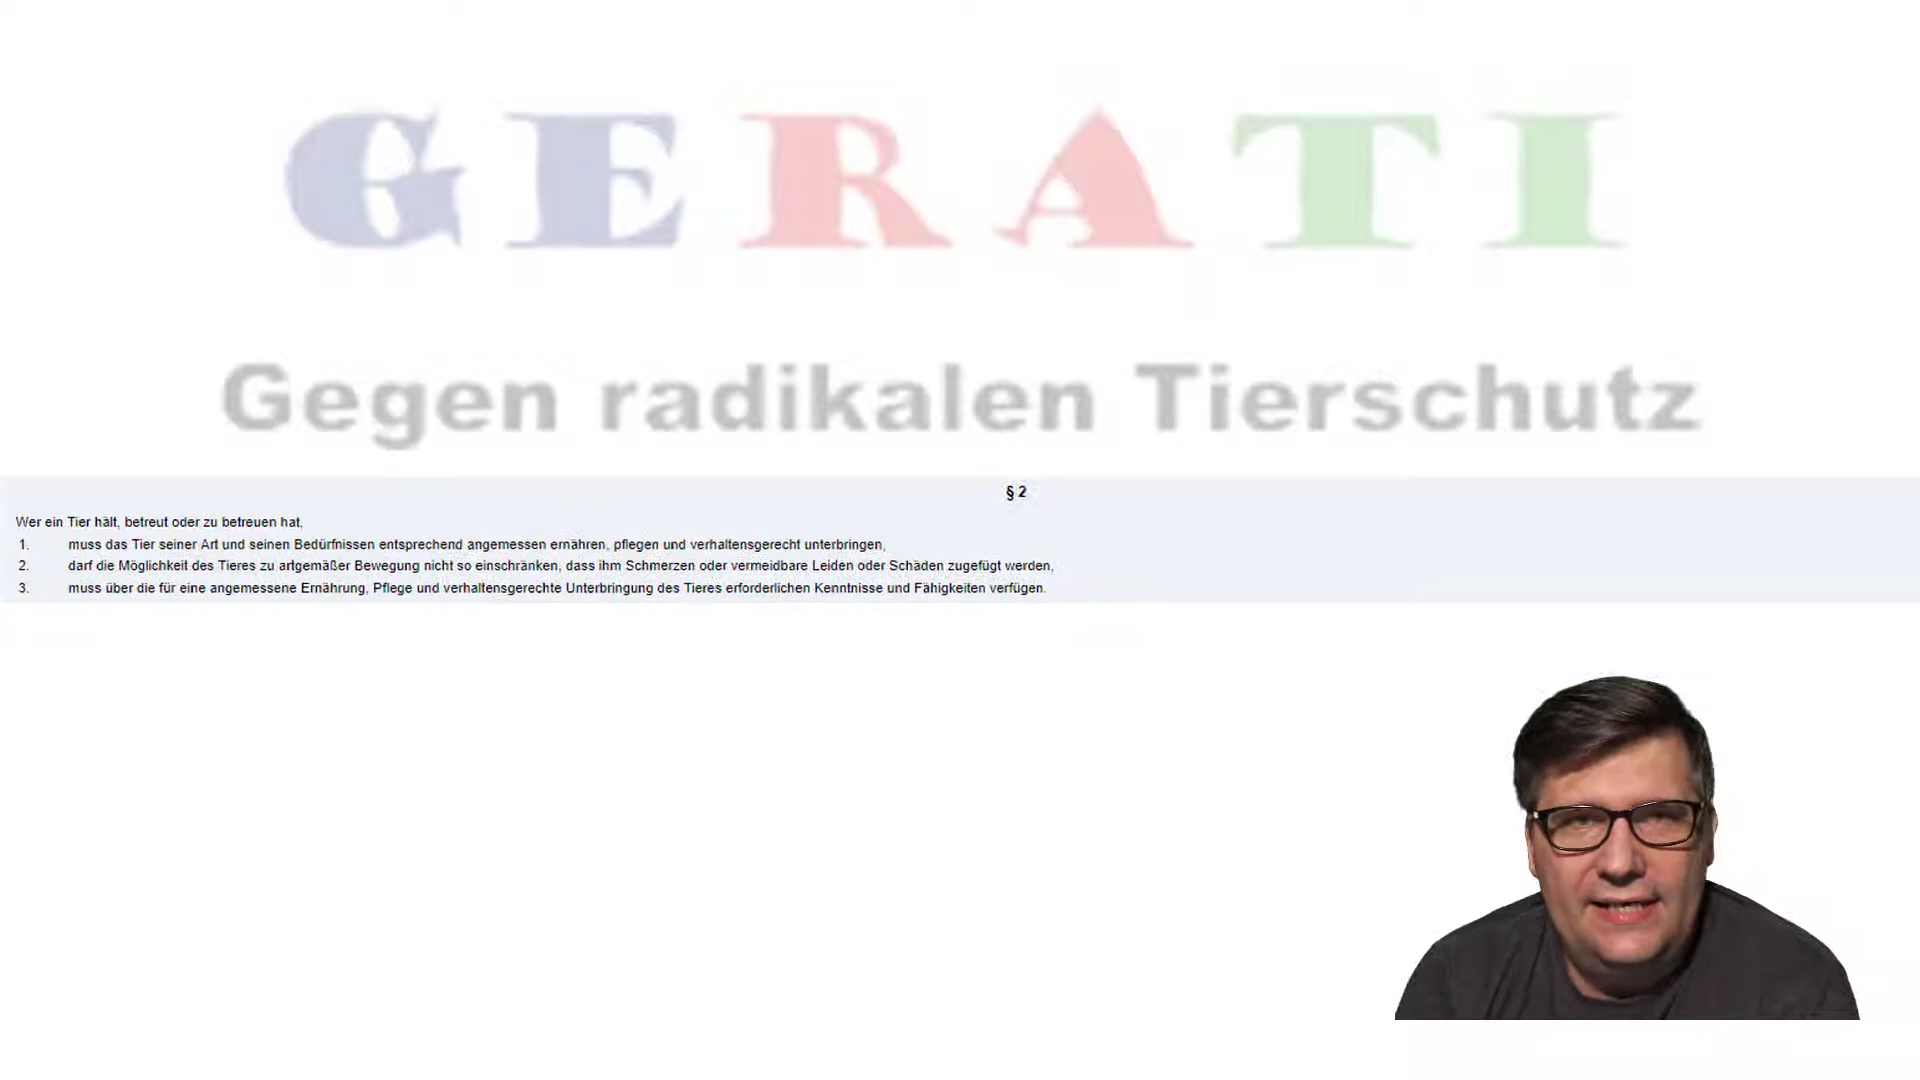 GERATI
Gegen radikalen Tierschutz
§ 2
Wer ein Tier hält, betreut oder zu betreuen hat,
1. muss das Tier seiner Art und seinen Bedürfnissen entsprechend angemessen ernähren, pflegen und verhaltensgerecht unterbringen,
2. darf die Möglichkeit des Tieres zu artgemäßer Bewegung nicht so einschränken, dass ihm Schmerzen oder vermeidbare Leiden oder Schäden zugefügt werden,
3. muss über die für eine angemessene Ernährung, Pflege und verhaltensgerechte Unterbringung des Tieres erforderlichen Kenntnisse und Fähigkeiten verfügen.